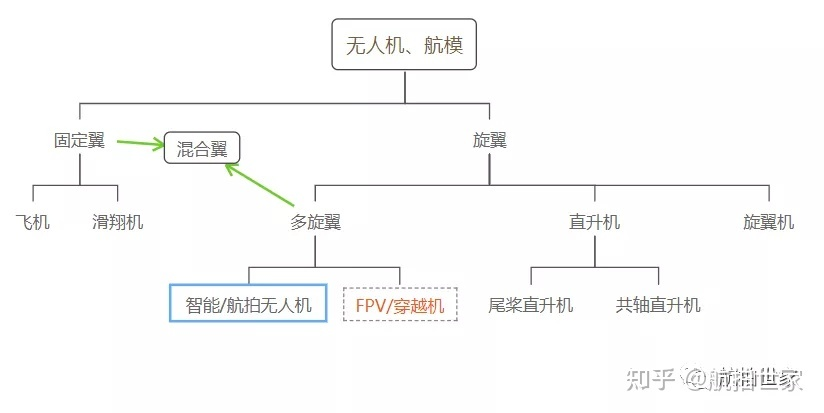 无人机、航模
固定翼
混合翼
旋翼
飞机
滑翔机
多旋翼
直升机
旋翼机
智能/航拍无人机
FPV/穿越机
尾桨直升机
共轴直升机
知乎 @航拍世家